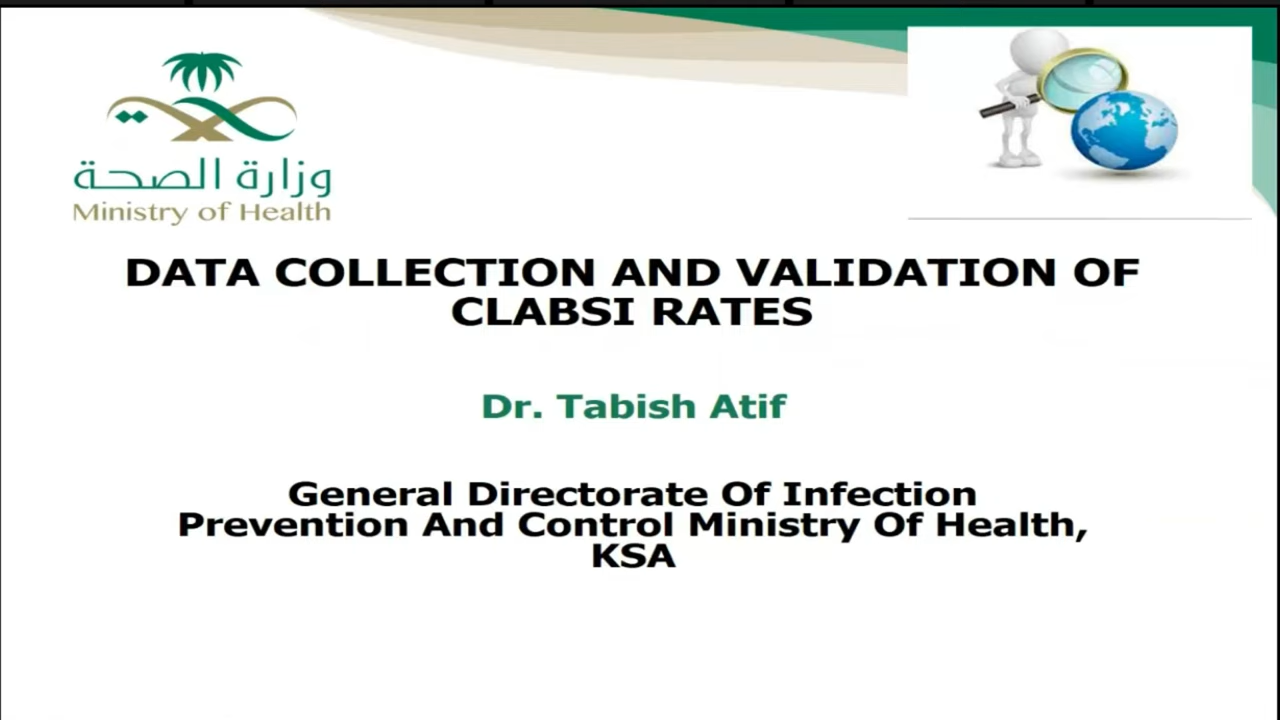 وزارة الصحة
Ministry of Health
DATA COLLECTION AND VALIDATION OF
CLABSI RATES
Dr. Tabish Atif
General Directorate Of Infection
Prevention And Control Ministry Of Health,
KSA